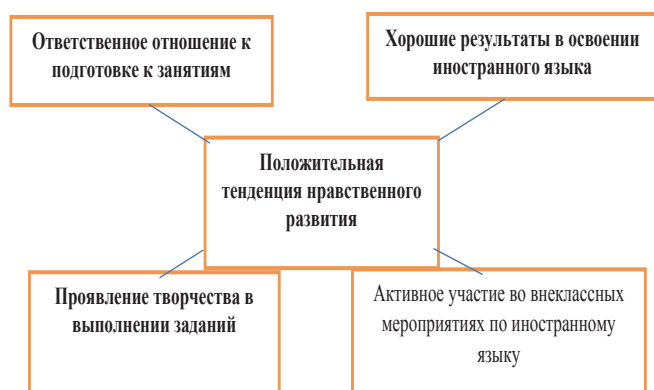 Ответственное отношение к
подготовке к занятиям
Хорошие результаты в освоении
иностранного языка
Положительная
тенденция нравственного
развития
Проявление творчества в
выполнении заданий
Активное участие во внеклассных
мероприятиях по иностранному
языку